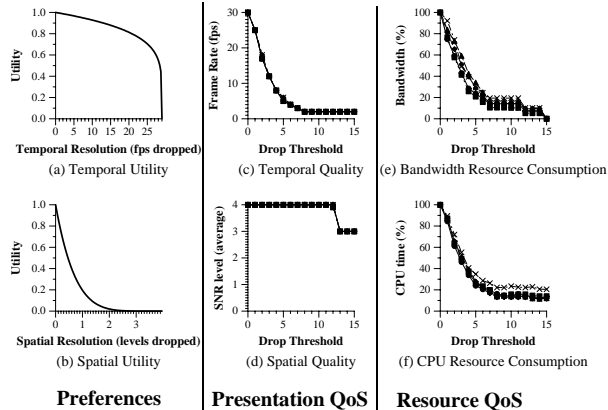 1.0
0.8
0.6
0.4
0.2
0.0
Utility
0 5 10 15 20 25
Temporal Resolution (fps dropped)
(a) Temporal Utility
30
20
10
0
Frame Rate (fps)
0 5 10 15
Drop Threshold
(c) Temporal Quality
100
80
60
40
20
0
Bandwidth (%)
0 5 10 15
Drop Threshold
(e) Bandwidth Resource Consumption
1.0
0.8
0.6
0.4
0.2
0.0
Utility
0 1 2 3
Spatial Resolution (levels dropped)
(b) Spatial Utility
4
3
2
1
0
SNR level (average)
0 5 10 15
Drop Threshold
(d) Spatial Quality
100
80
60
40
20
0
CPU time (%)
0 5 10 15
Drop Threshold
(f) CPU Resource Consumption
Preferences
Presentation QoS
Resource QoS